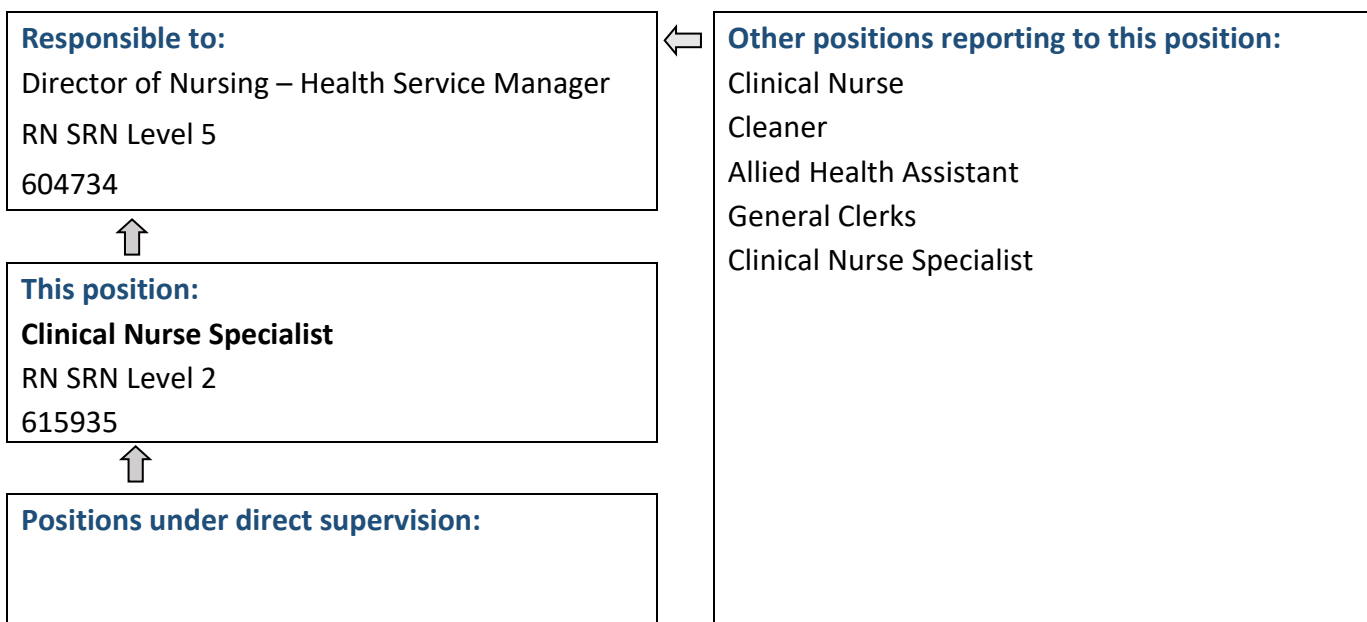 Responsible to:
Director of Nursing – Health Service Manager
RN SRN Level 5
604734
This position:
Clinical Nurse Specialist
RN SRN Level 2
615935
Positions under direct supervision:
Other positions reporting to this position:
Clinical Nurse
Cleaner
Allied Health Assistant
General Clerks
Clinical Nurse Specialist